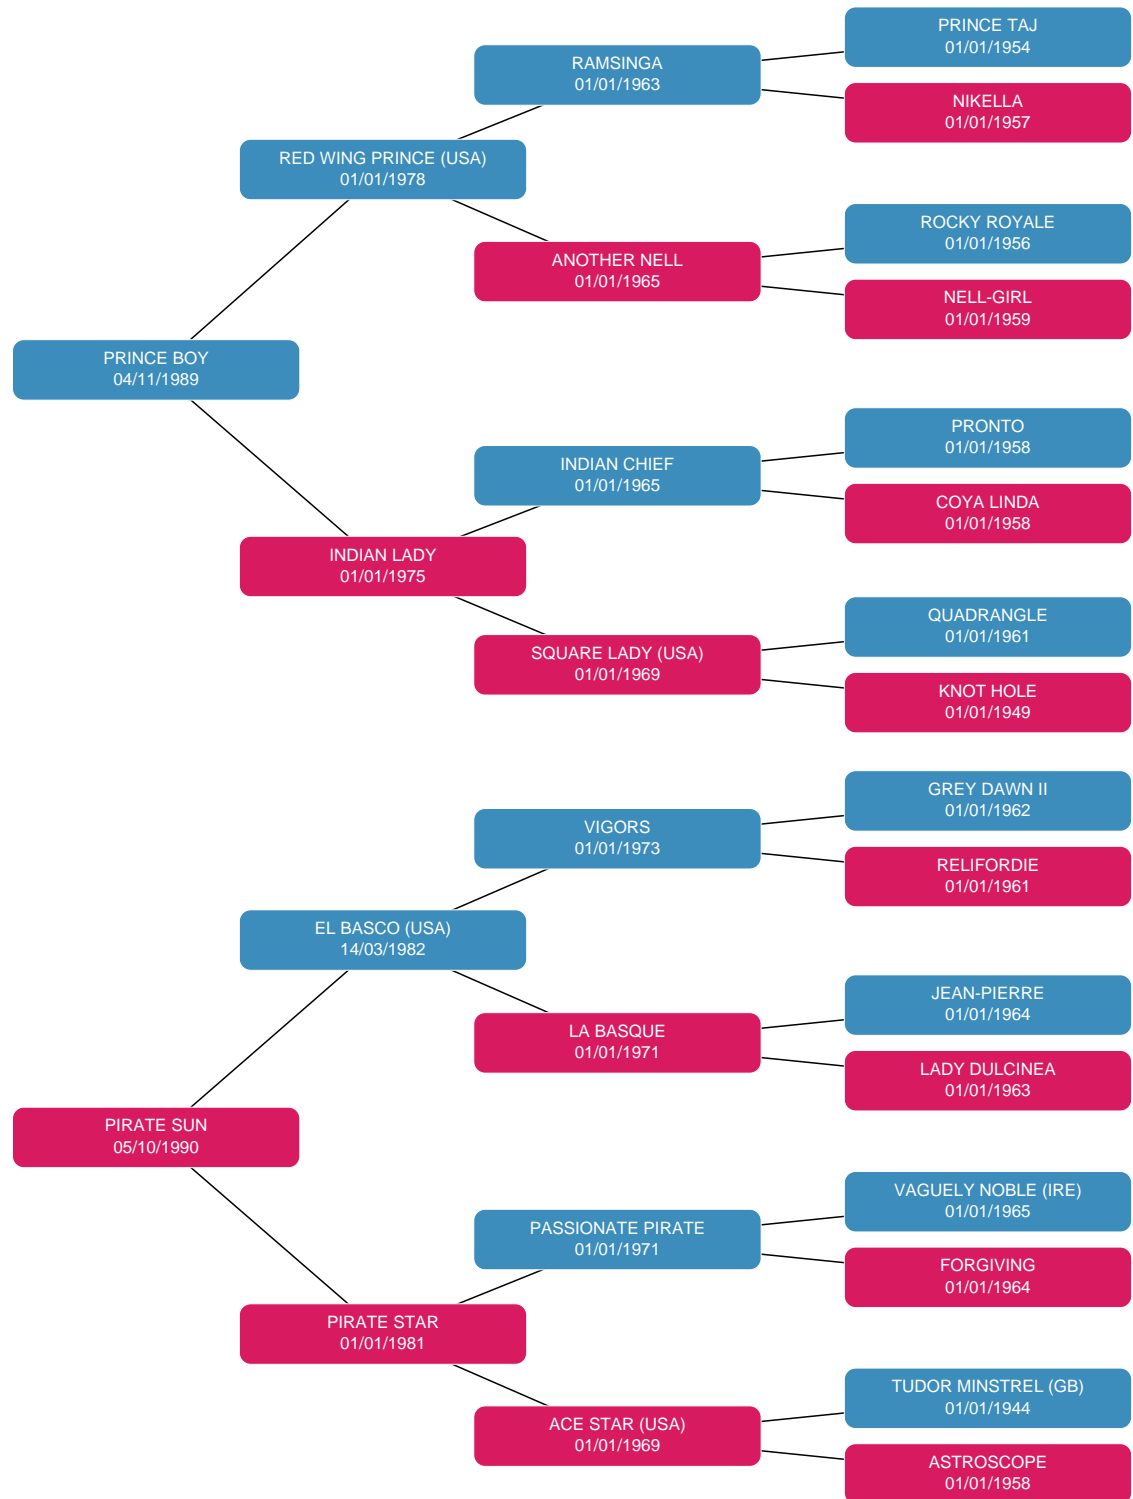 PRINCE TAJ
01/01/1954
RAMSINGA
01/01/1963
NIKELLA
01/01/1957
RED WING PRINCE (USA)
01/01/1978
ROCKY ROYALE
01/01/1956
ANOTHER NELL
01/01/1965
NELL-GIRL
01/01/1959
PRINCE BOY
04/11/1989
PRONTO
01/01/1958
INDIAN CHIEF
01/01/1965
COYA LINDA
01/01/1958
INDIAN LADY
01/01/1975
QUADRANGLE
01/01/1961
SQUARE LADY (USA)
01/01/1969
KNOT HOLE
01/01/1949
GREY DAWN II
01/01/1962
VIGORS
01/01/1973
RELIFORDIE
01/01/1961
EL BASCO (USA)
14/03/1982
JEAN-PIERRE
01/01/1964
LA BASQUE
01/01/1971
LADY DULCINEA
01/01/1963
PIRATE SUN
05/10/1990
VAGUELY NOBLE (IRE)
01/01/1965
PASSIONATE PIRATE
01/01/1971
FORGIVING
01/01/1964
PIRATE STAR
01/01/1981
TUDOR MINSTREL (GB)
01/01/1944
ACE STAR (USA)
01/01/1969
ASTROSCOPE
01/01/1958